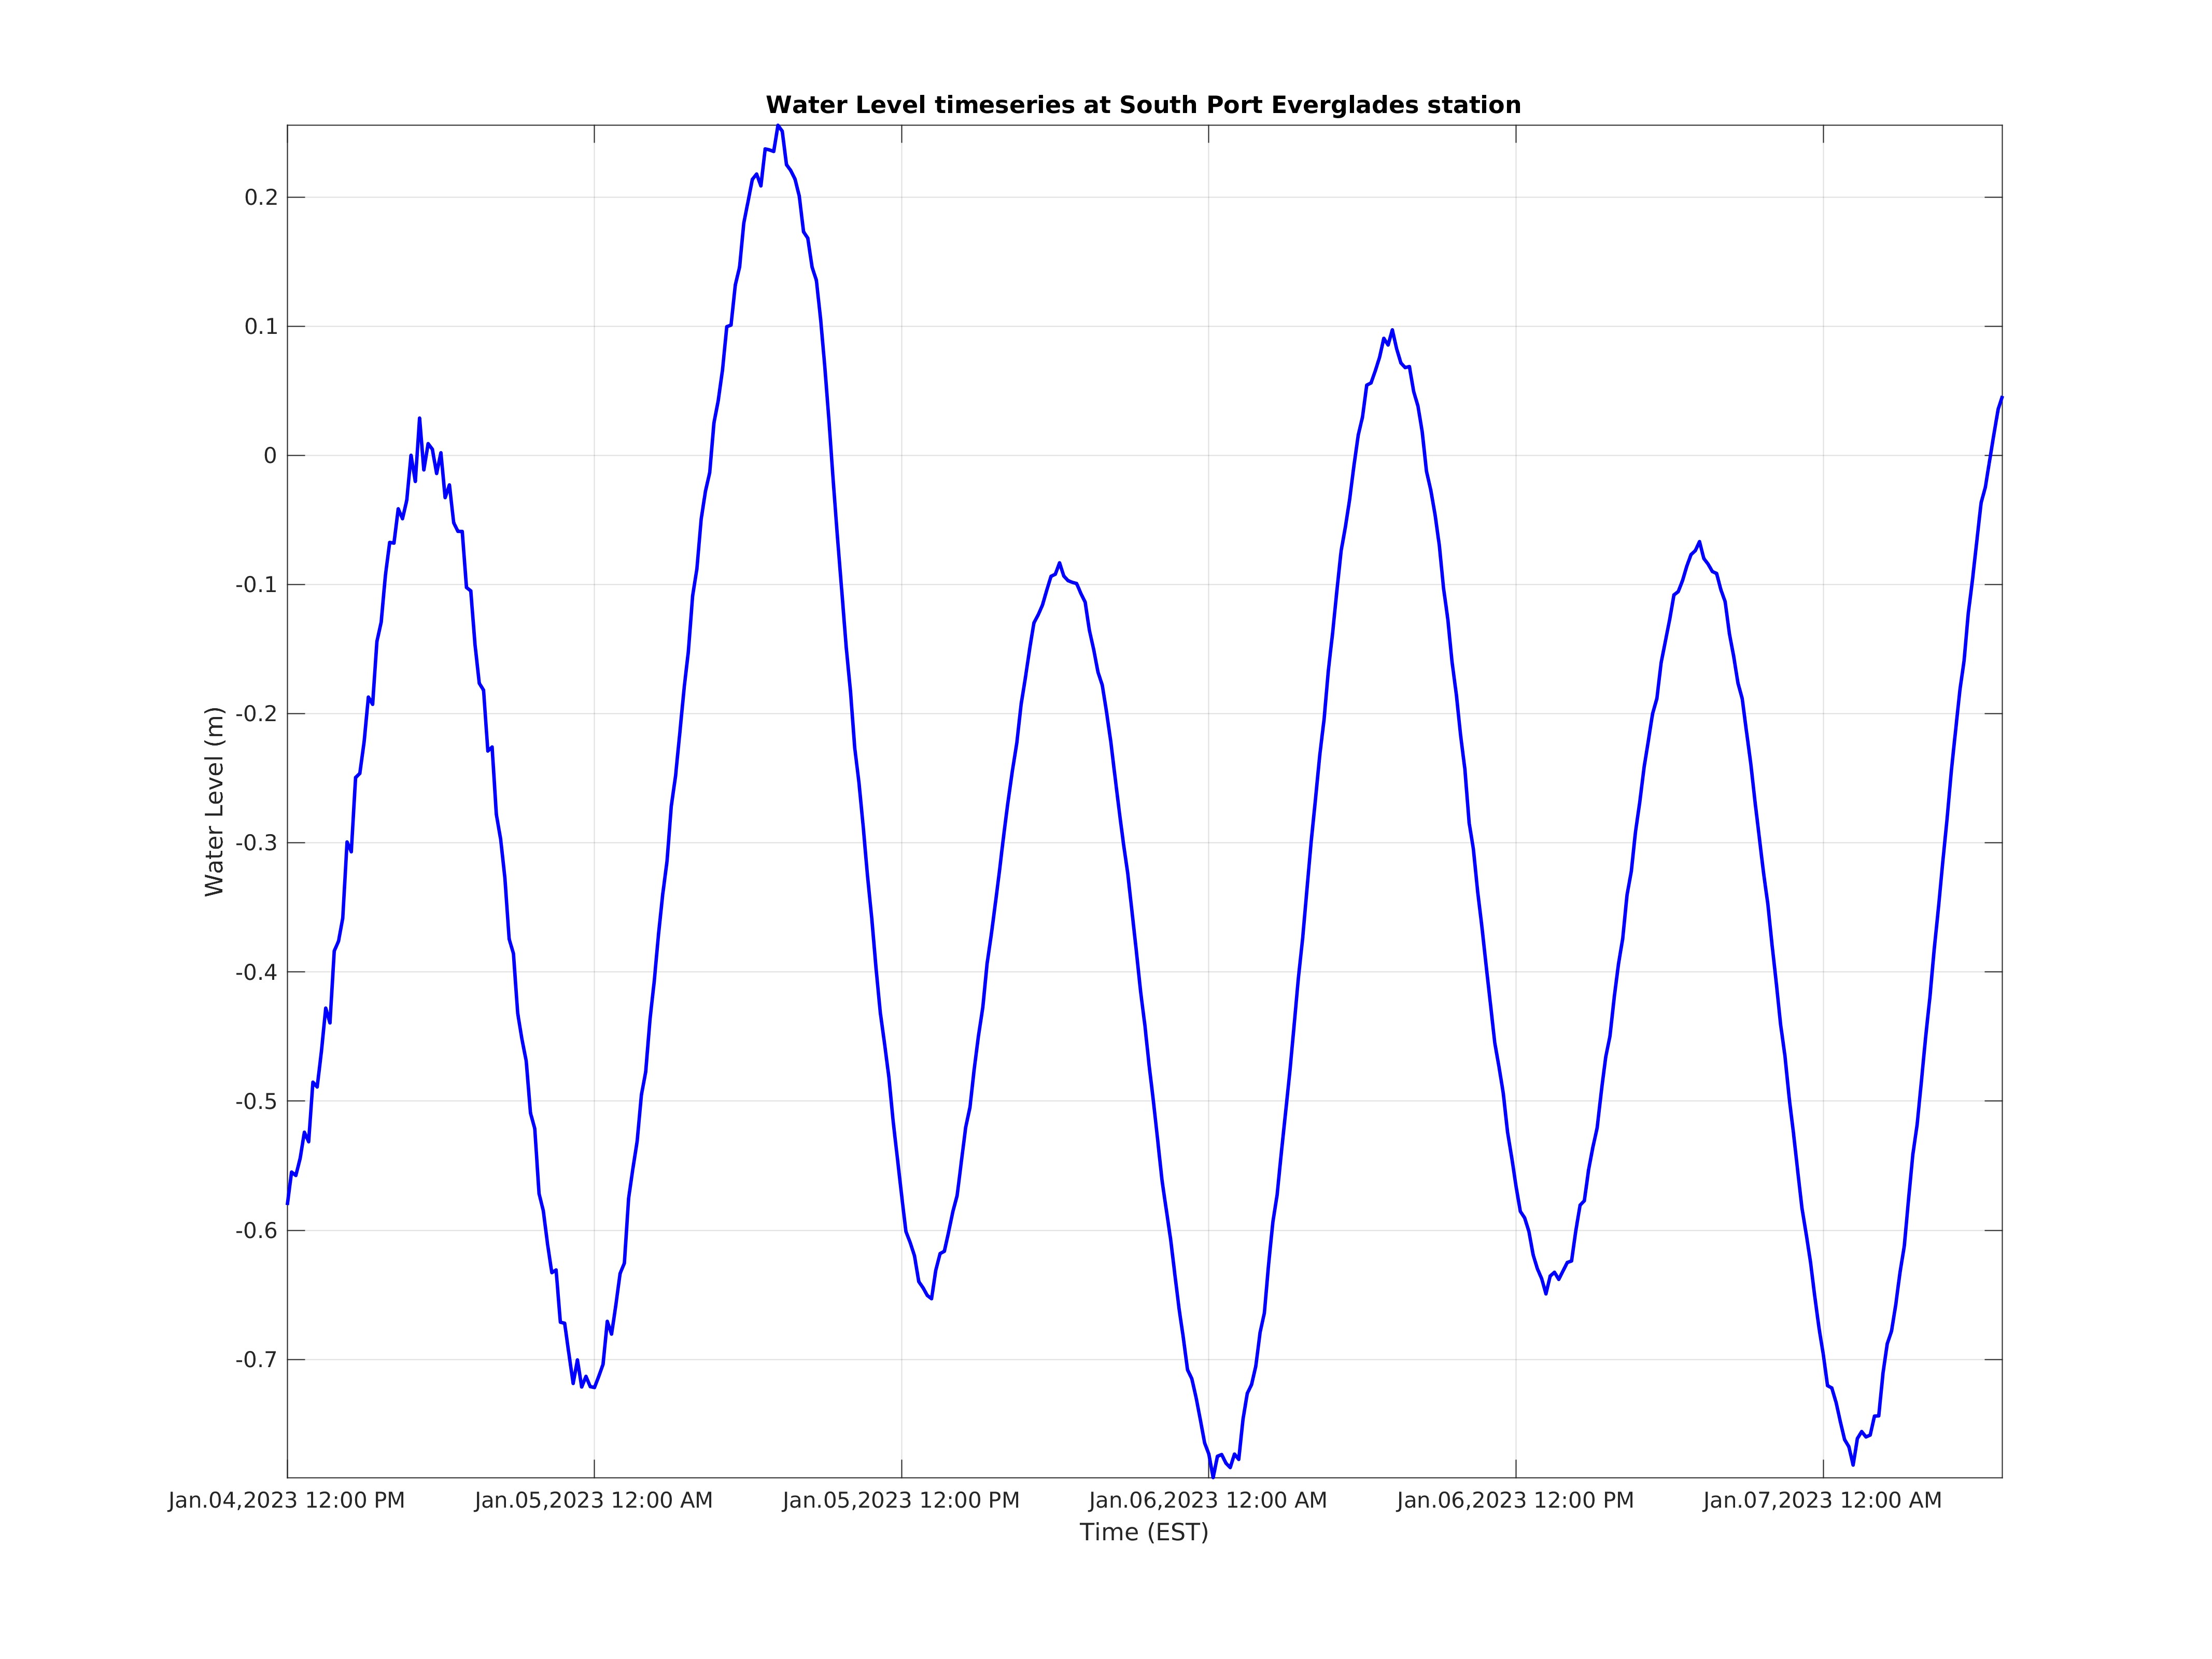 Water Level timeseries at South Port Everglades station
0.2
0.1
0
-0.1
-0.2
-0.3
-0.4
-0.5
-0.6
-0.7
Water Level (m)
Jan.04,2023 12:00 PM
Jan.05,2023 12:00 AM
Jan.05,2023 12:00 PM
Jan.06,2023 12:00 AM
Jan.06,2023 12:00 PM
Jan.07,2023 12:00 AM
Time (EST)